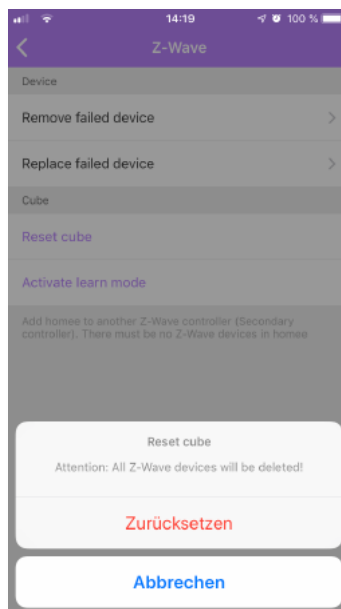 14:19
100 %
Z-Wave
Device
Remove failed device
Replace failed device
Cube
Reset cube
Activate learn mode
Add homee to another Z-Wave controller (Secondary
controller). There must be no Z-Wave devices in homee
Reset cube
Attention: All Z-Wave devices will be deleted!
Zurücksetzen
Abbrechen